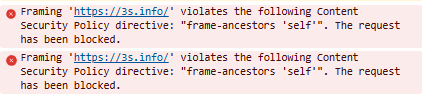 Framing 'https://3s.info/' violates the following Content
Security Policy directive: "frame-ancestors 'self'". The request
has been blocked.
Framing 'https://3s.info/' violates the following Content
Security Policy directive: "frame-ancestors 'self'". The request
has been blocked.